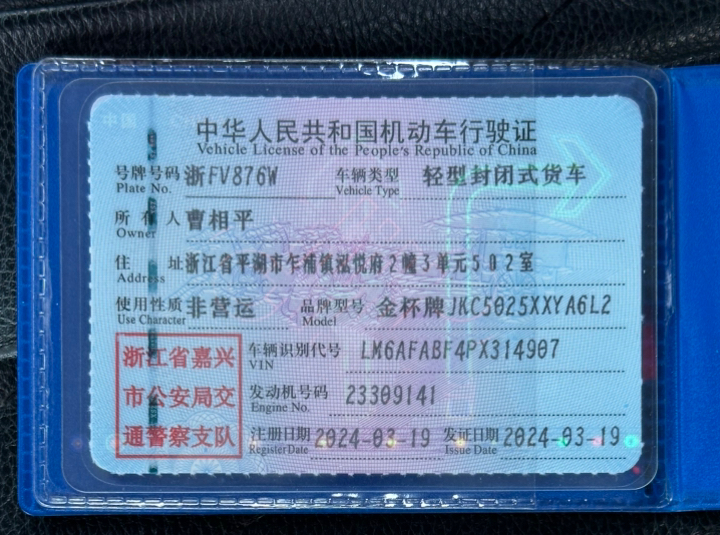 中华人民共和国机动车行驶证
Vehicle License of the People's Republic of China
号牌号码 浙FV876W 车辆类型 轻型封闭式货车
Plate No. Vehicle Type
所有人 曹相平
Owner
住址 浙江省平湖市乍浦镇泓悦府2幢3单元502室
Address
使用性质 非营运 品牌型号 金杯牌JKC5025XXYA6L2
Use Character Model
浙江省嘉兴 车辆识别代号 LM6AFABF4PX314907
VIN
市公安局交 发动机号码 23309141
Engine No.
通警察支队 注册日期 2024-03-19 发证日期 2024-03-19
Register Date Issue Date